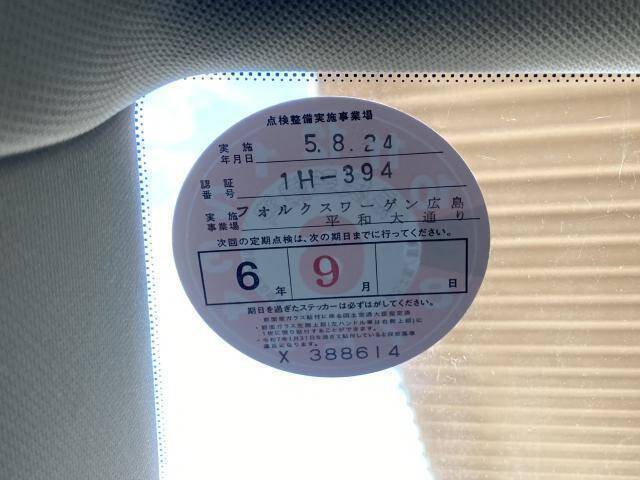 点検整備実施事業場
実施年月日 5.8.24
認証番号 1H-394
実施事業場 フォルクスワーゲン広島
平和大通り
次回の定期点検は、次の期日までに行ってください。
6年 9月 日
期日を過ぎたステッカーは必ずはがしてください。
X 388614